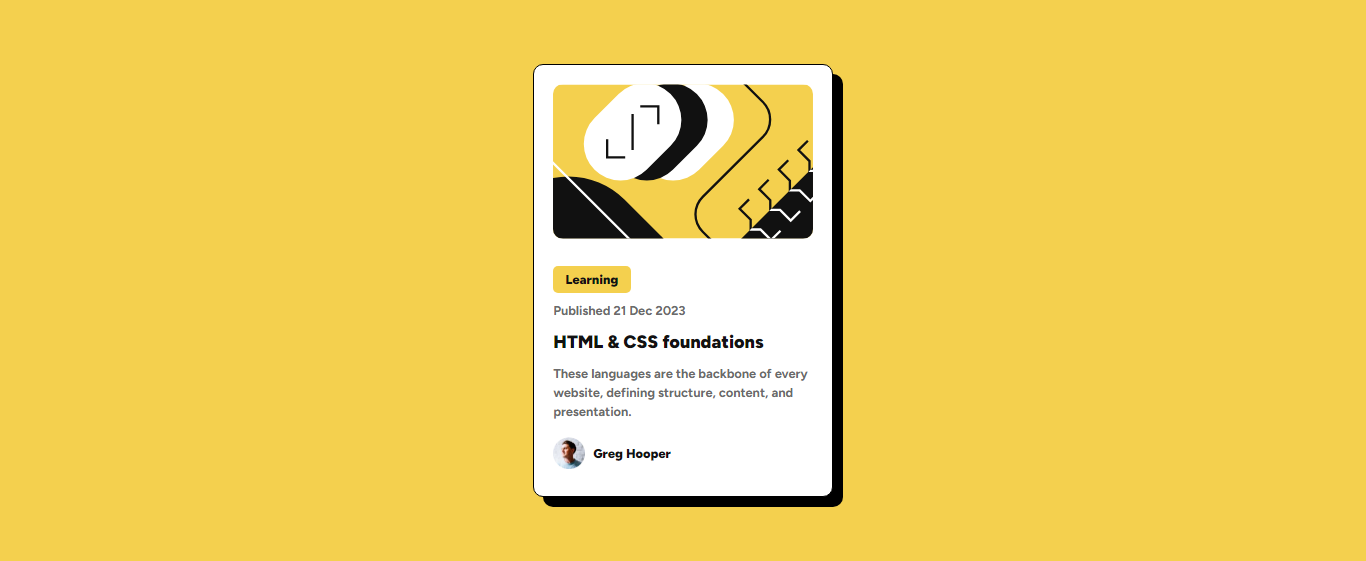 Learning
Published 21 Dec 2023
HTML & CSS foundations
These languages are the backbone of every
website, defining structure, content, and
presentation.
Greg Hooper